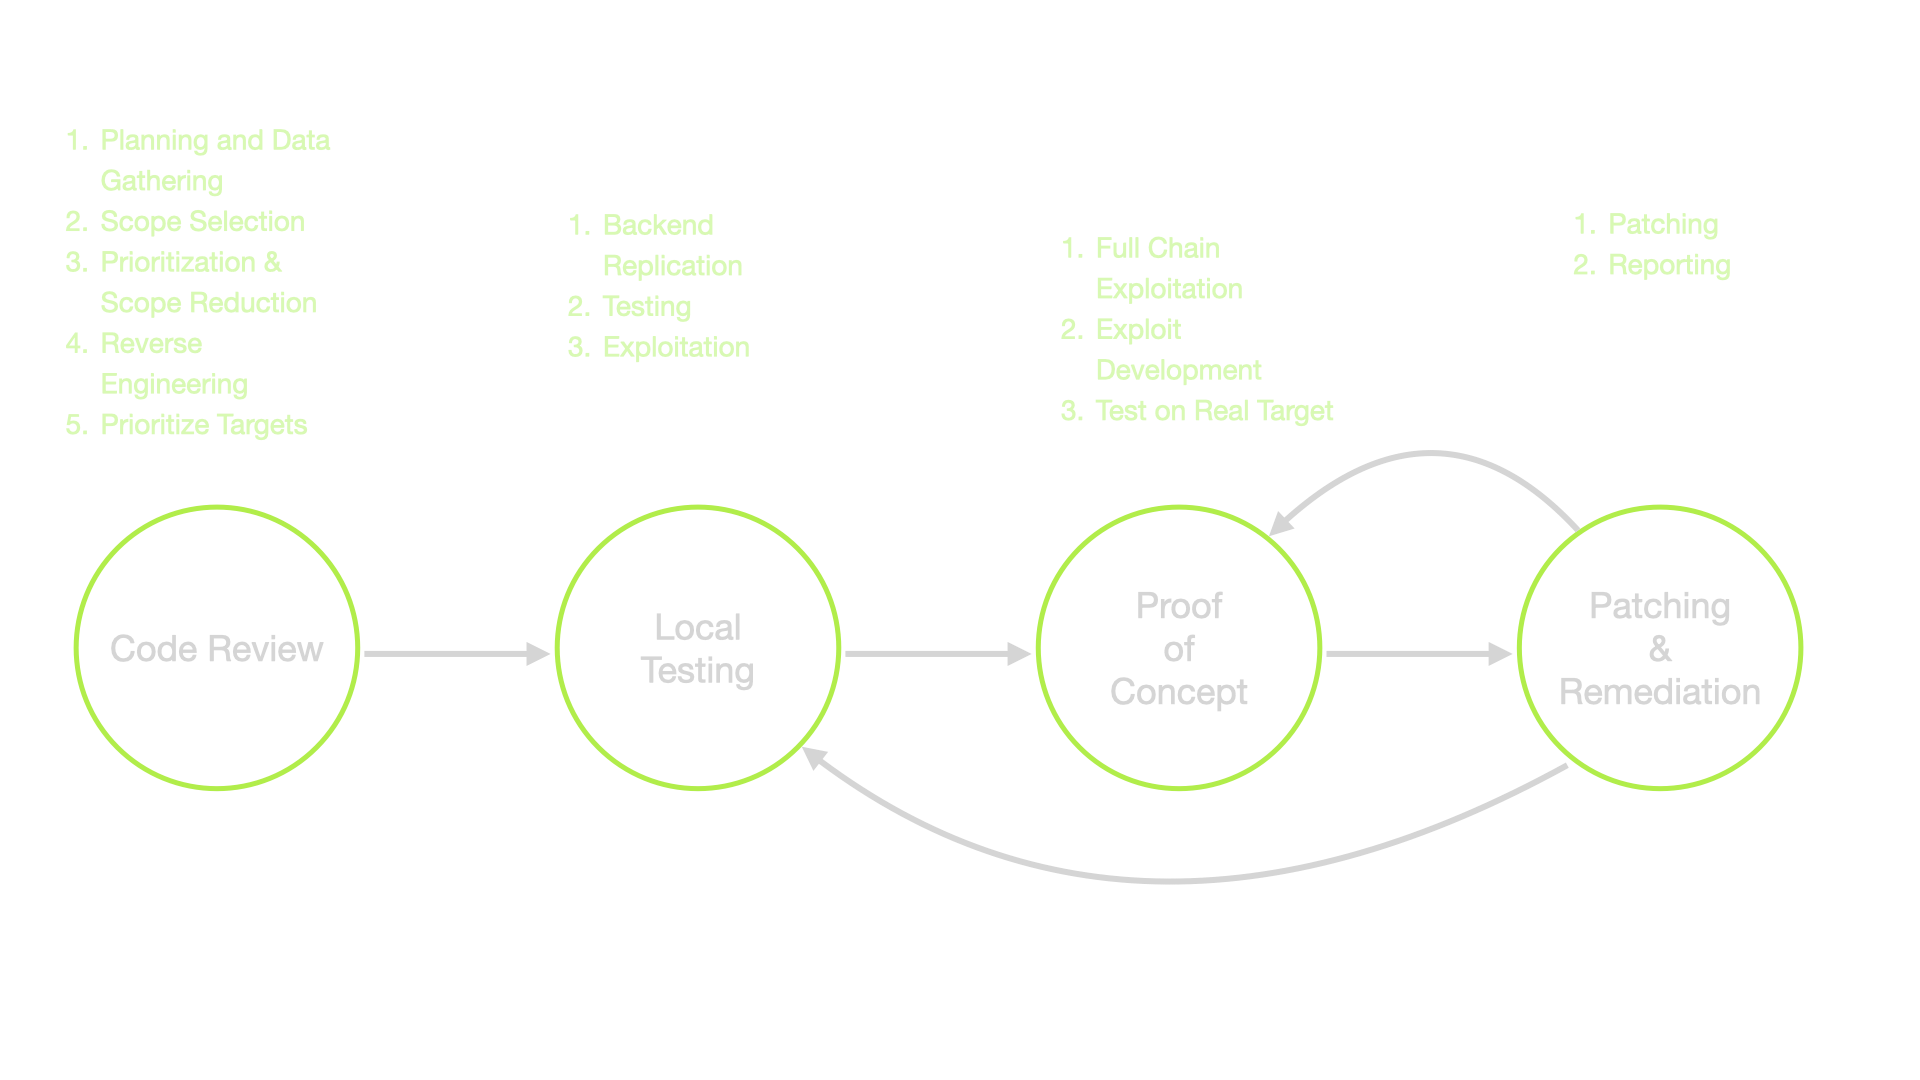 1. Planning and Data
Gathering
2. Scope Selection
3. Prioritization &
Scope Reduction
4. Reverse
Engineering
5. Prioritize Targets
1. Backend
Replication
2. Testing
3. Exploitation
1. Full Chain
Exploitation
2. Exploit
Development
3. Test on Real Target
1. Patching
2. Reporting
Code Review
Local
Testing
Proof
of
Concept
Patching
&
Remediation